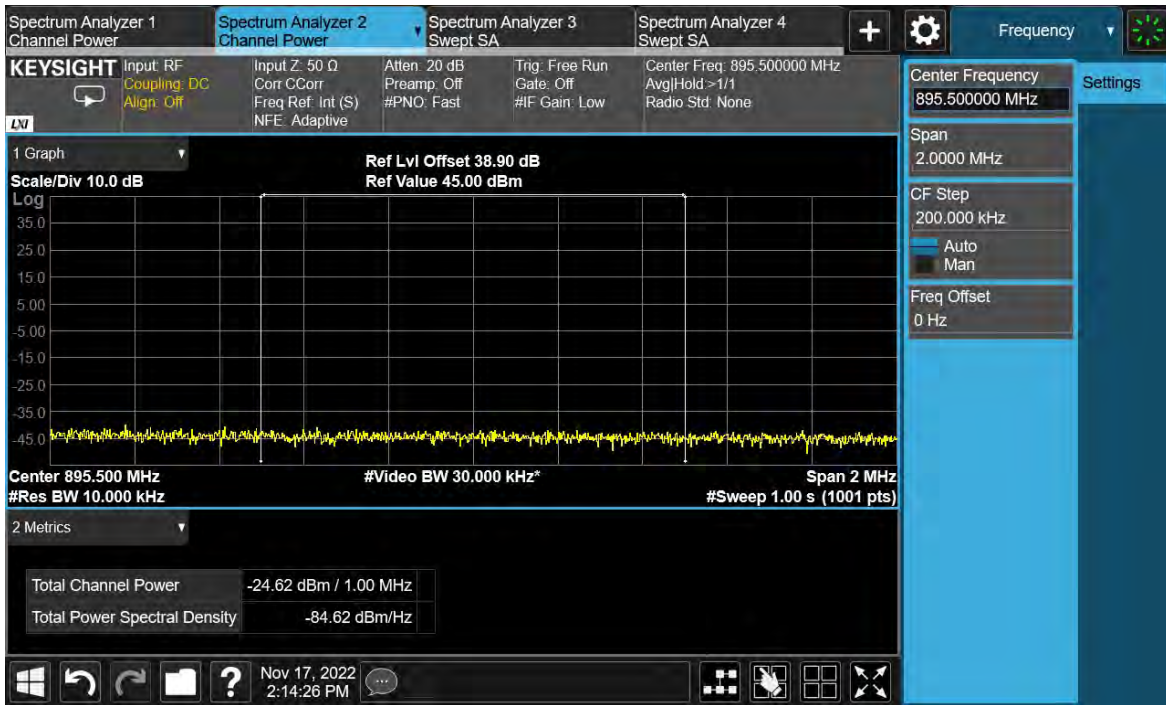 Spectrum Analyzer 1
Channel Power
Spectrum Analyzer 2
Channel Power
Spectrum Analyzer 3
Swept SA
Spectrum Analyzer 4
Swept SA
+
Frequency
KEYSIGHT
LXI
Input: RF
Coupling: DC
Align: Off
Input Z: 50 Ω
Corr CCorr
Freq Ref: Int (S)
NFE: Adaptive
Atten: 20 dB
Preamp: Off
#PNO: Fast
Trig: Free Run
Gate: Off
#IF Gain: Low
Center Freq: 895.500000 MHz
Avg|Hold:>1/1
Radio Std: None
Center Frequency
895.500000 MHz
Settings
Span
2.0000 MHz
CF Step
200.000 kHz
Auto
Man
Freq Offset
0 Hz
1 Graph
Scale/Div 10.0 dB
Ref Lvl Offset 38.90 dB
Ref Value 45.00 dBm
Log
35.0
25.0
15.0
5.00
-5.00
-15.0
-25.0
-35.0
-45.0
Center 895.500 MHz
#Video BW 30.000 kHz*
Span 2 MHz
#Res BW 10.000 kHz
#Sweep 1.00 s (1001 pts)
2 Metrics
Total Channel Power -24.62 dBm / 1.00 MHz
Total Power Spectral Density -84.62 dBm/Hz
?
Nov 17, 2022
2:14:26 PM